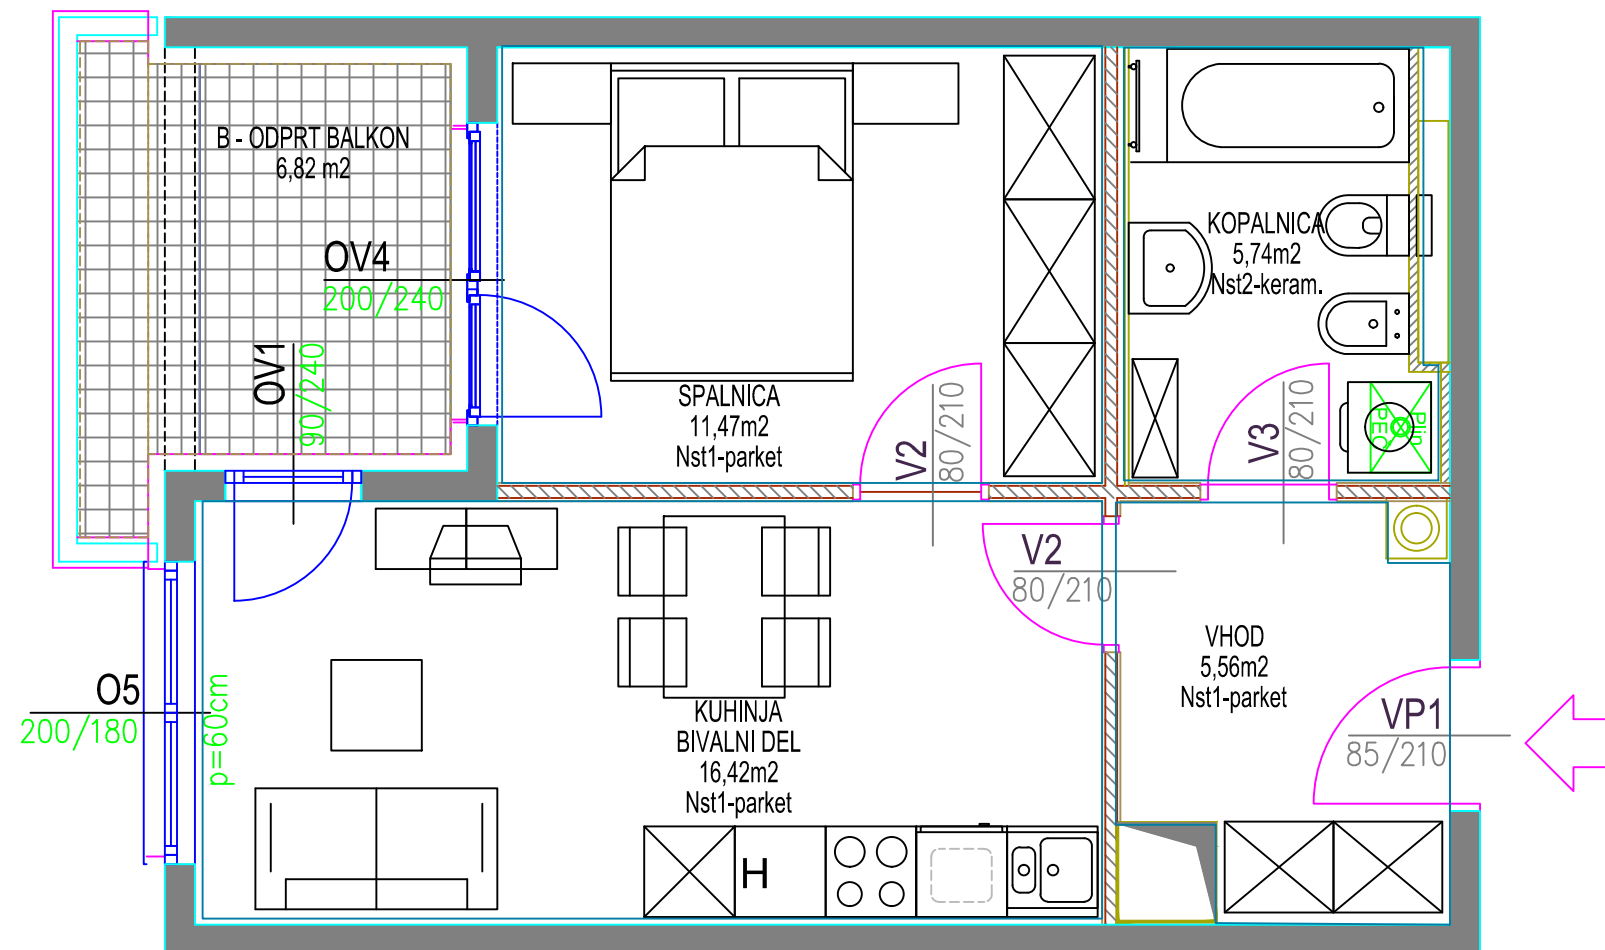 B - ODPRT BALKON
6,82 m2
OV4
200/240
OV1
90/240
SPALNICA
11,47m2
Nst1-parket
V2
80/210
KOPALNICA
5,74m2
Nst2-keram.
V3
80/210
Plin
PEČ
V2
80/210
VHOD
5,56m2
Nst1-parket
VP1
85/210
O5
200/180
p=60cm
KUHINJA
BIVALNI DEL
16,42m2
Nst1-parket
H